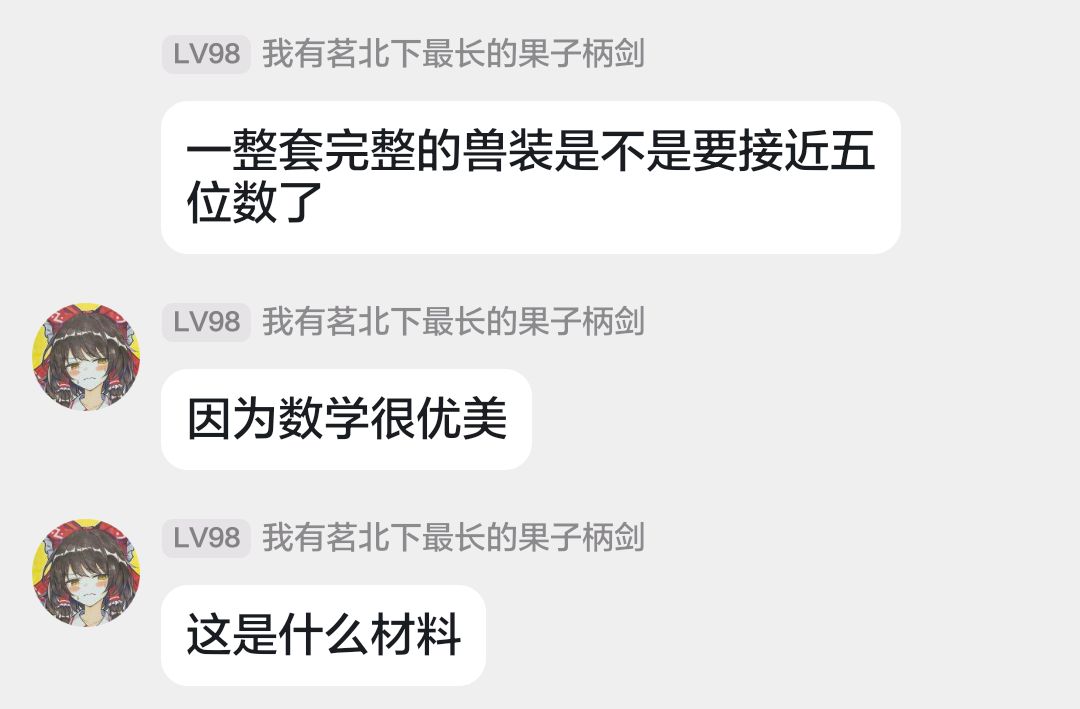 LV98 我有茗北下最长的果子柄剑
一整套完整的兽装是不是要接近五
位数了
LV98 我有茗北下最长的果子柄剑
因为数学很优美
LV98 我有茗北下最长的果子柄剑
这是什么材料